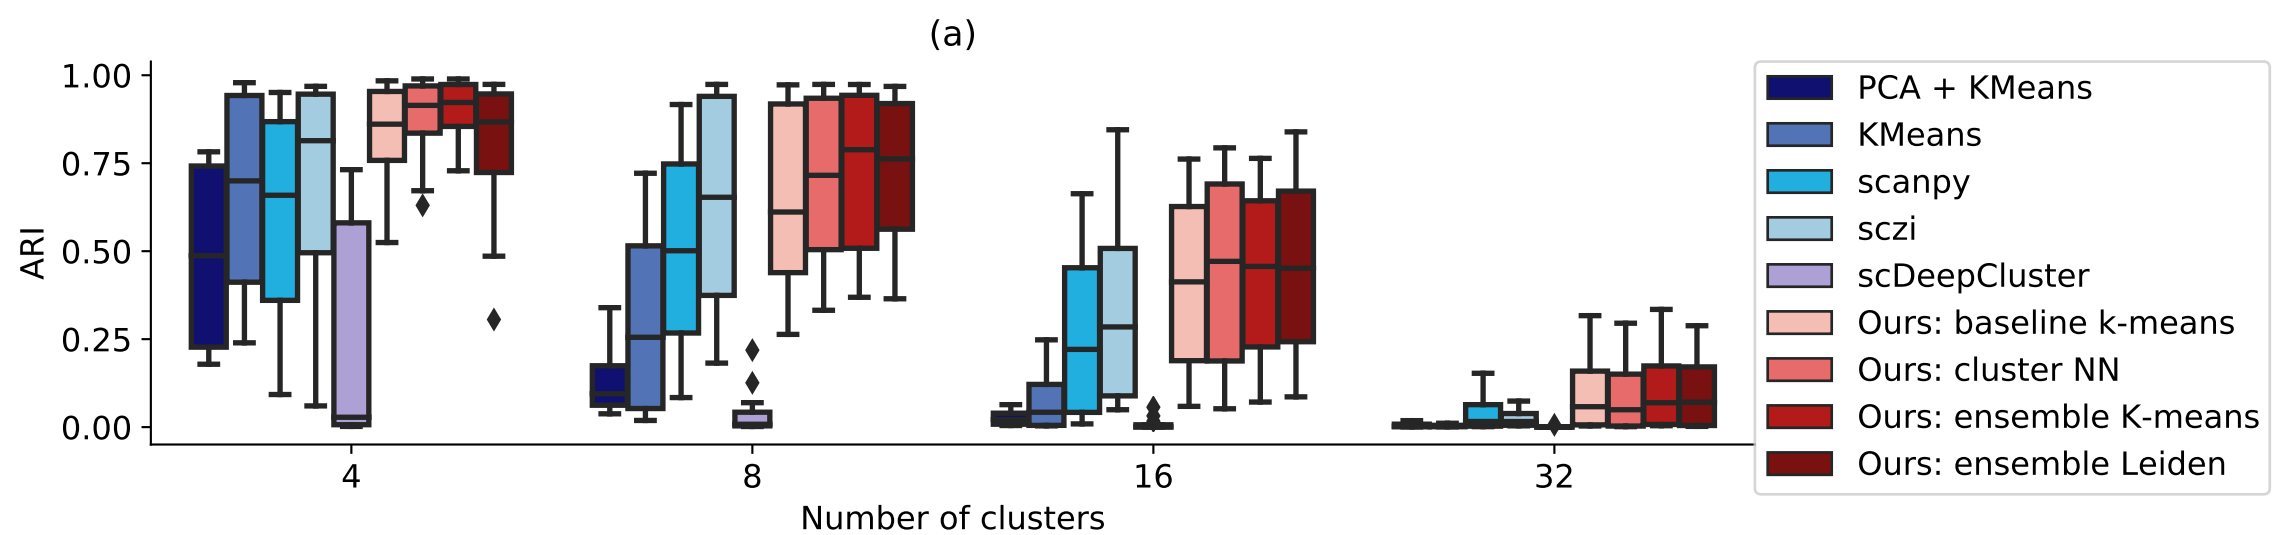 (a)
1.00
0.75
0.50
0.25
0.00
ARI
4 8 16 32
Number of clusters
PCA + KMeans
KMeans
scanpy
sczi
scDeepCluster
Ours: baseline k-means
Ours: cluster NN
Ours: ensemble K-means
Ours: ensemble Leiden